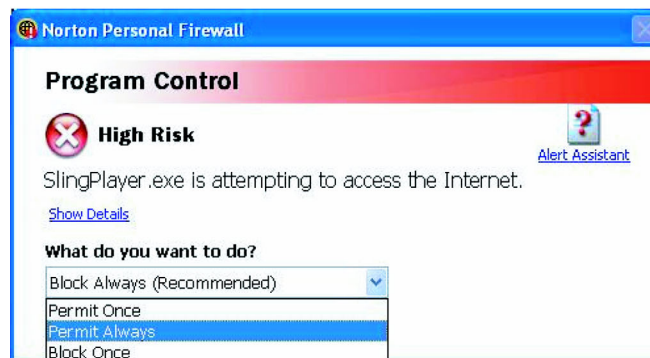 Norton Personal Firewall
Program Control
High Risk
Alert Assistant
SlingPlayer.exe is attempting to access the Internet.
Show Details
What do you want to do?
Block Always (Recommended)
Permit Once
Permit Always
Block Once